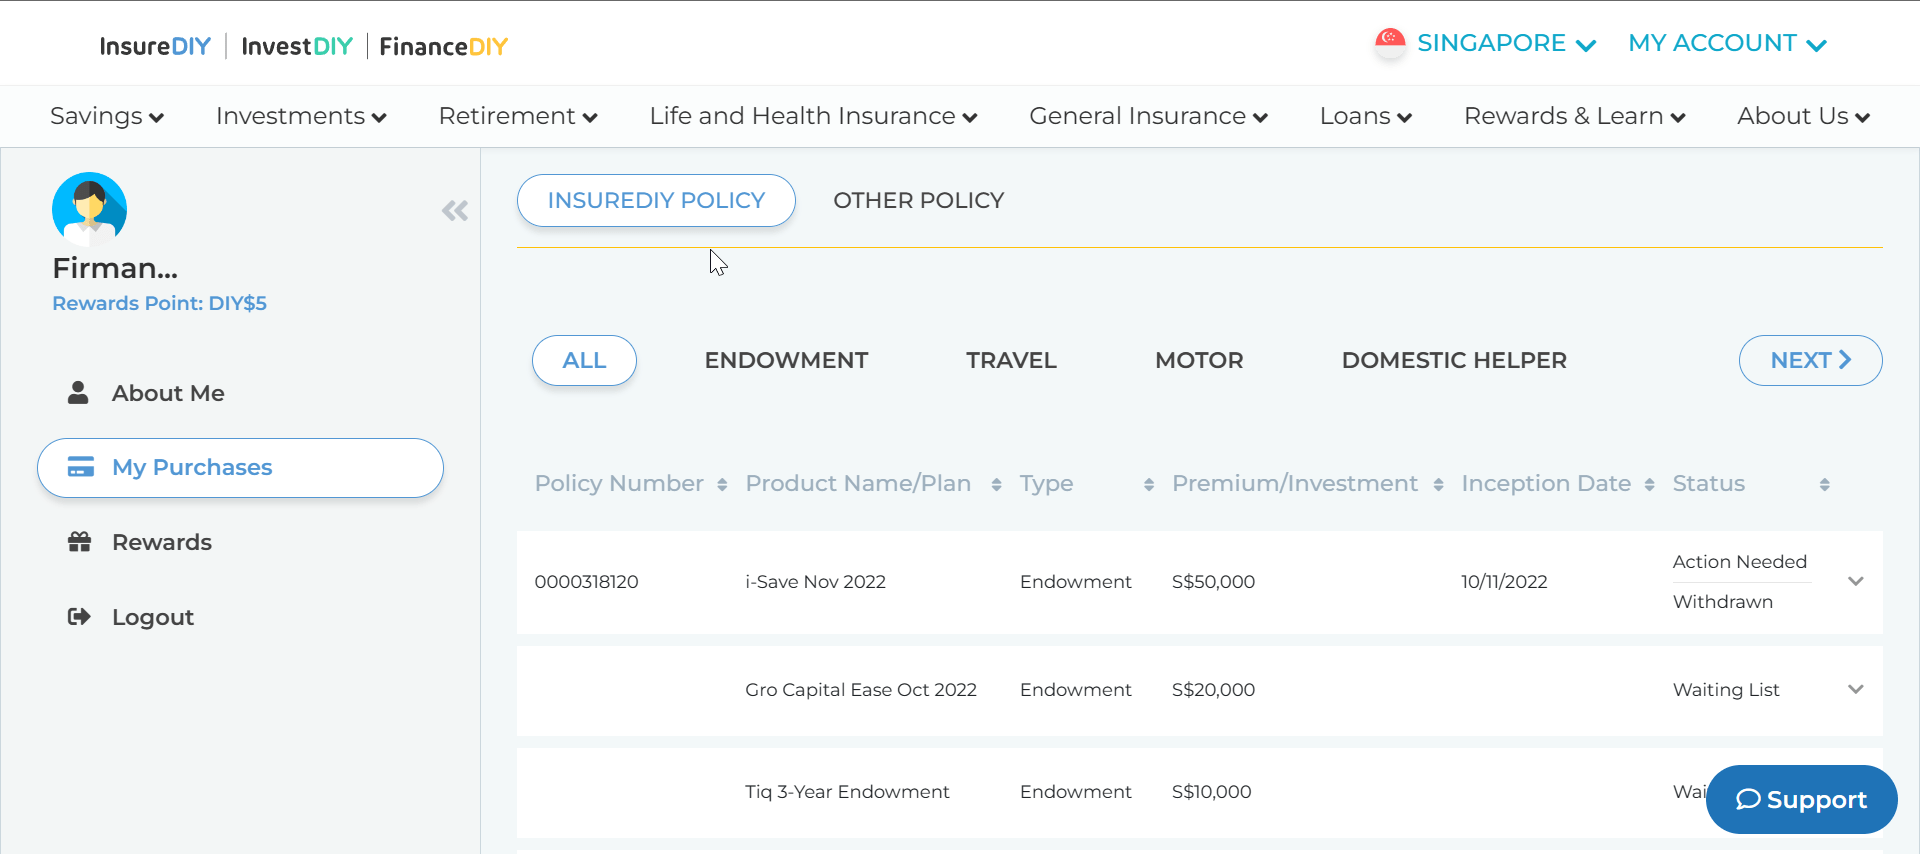 InsureDIY | InvestDIY | FinanceDIY
SINGAPORE MY ACCOUNT
Savings Investments Retirement Life and Health Insurance General Insurance Loans Rewards & Learn About Us
Firman...
Rewards Point: DIY$5
About Me
My Purchases
Rewards
Logout
INSUREDIY POLICY OTHER POLICY
ALL ENDOWMENT TRAVEL MOTOR DOMESTIC HELPER NEXT
Policy Number Product Name/Plan Type Premium/Investment Inception Date Status
0000318120 i-Save Nov 2022 Endowment S$50,000 10/11/2022 Action Needed
Withdrawn
Gro Capital Ease Oct 2022 Endowment S$20,000 Waiting List
Tiq 3-Year Endowment Endowment S$10,000
Support